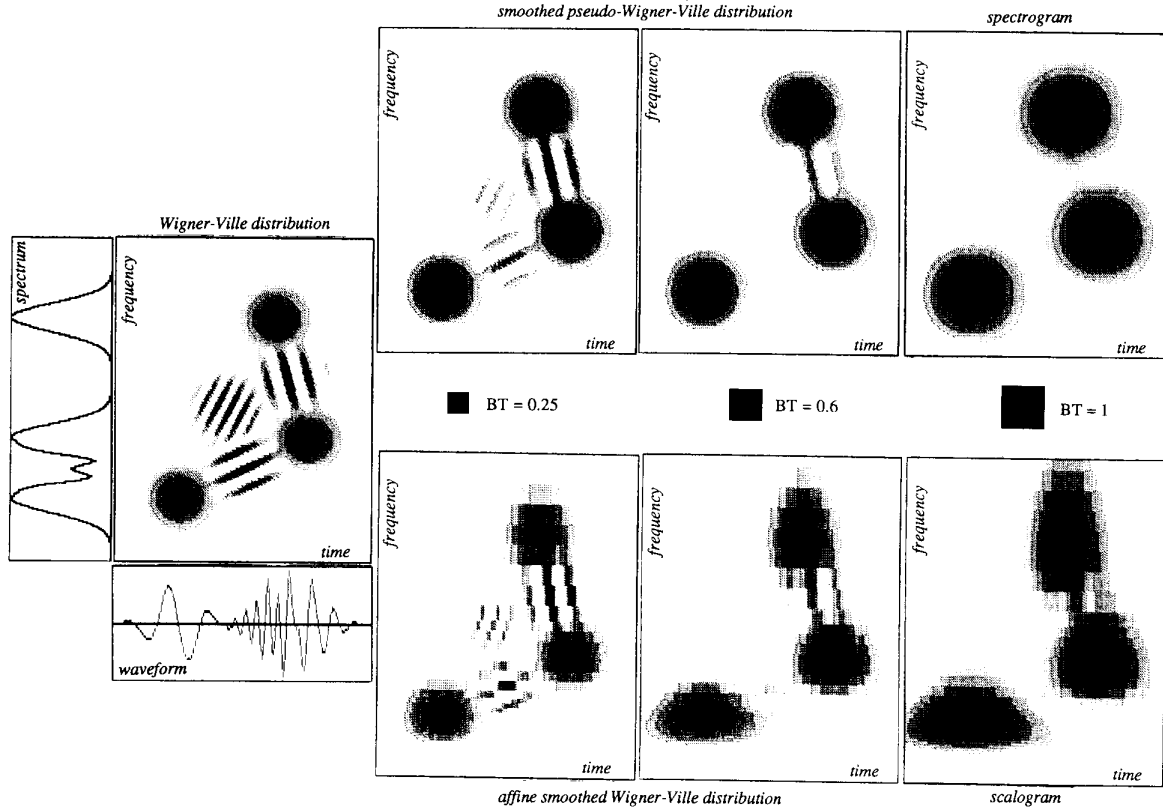 smoothed pseudo-Wigner-Ville distribution
spectrogram
frequency
frequency
frequency
time
time
time
Wigner-Ville distribution
spectrum
frequency
time
waveform
BT = 0.25
BT = 0.6
BT = 1
frequency
frequency
frequency
time
time
time
affine smoothed Wigner-Ville distribution
scalogram